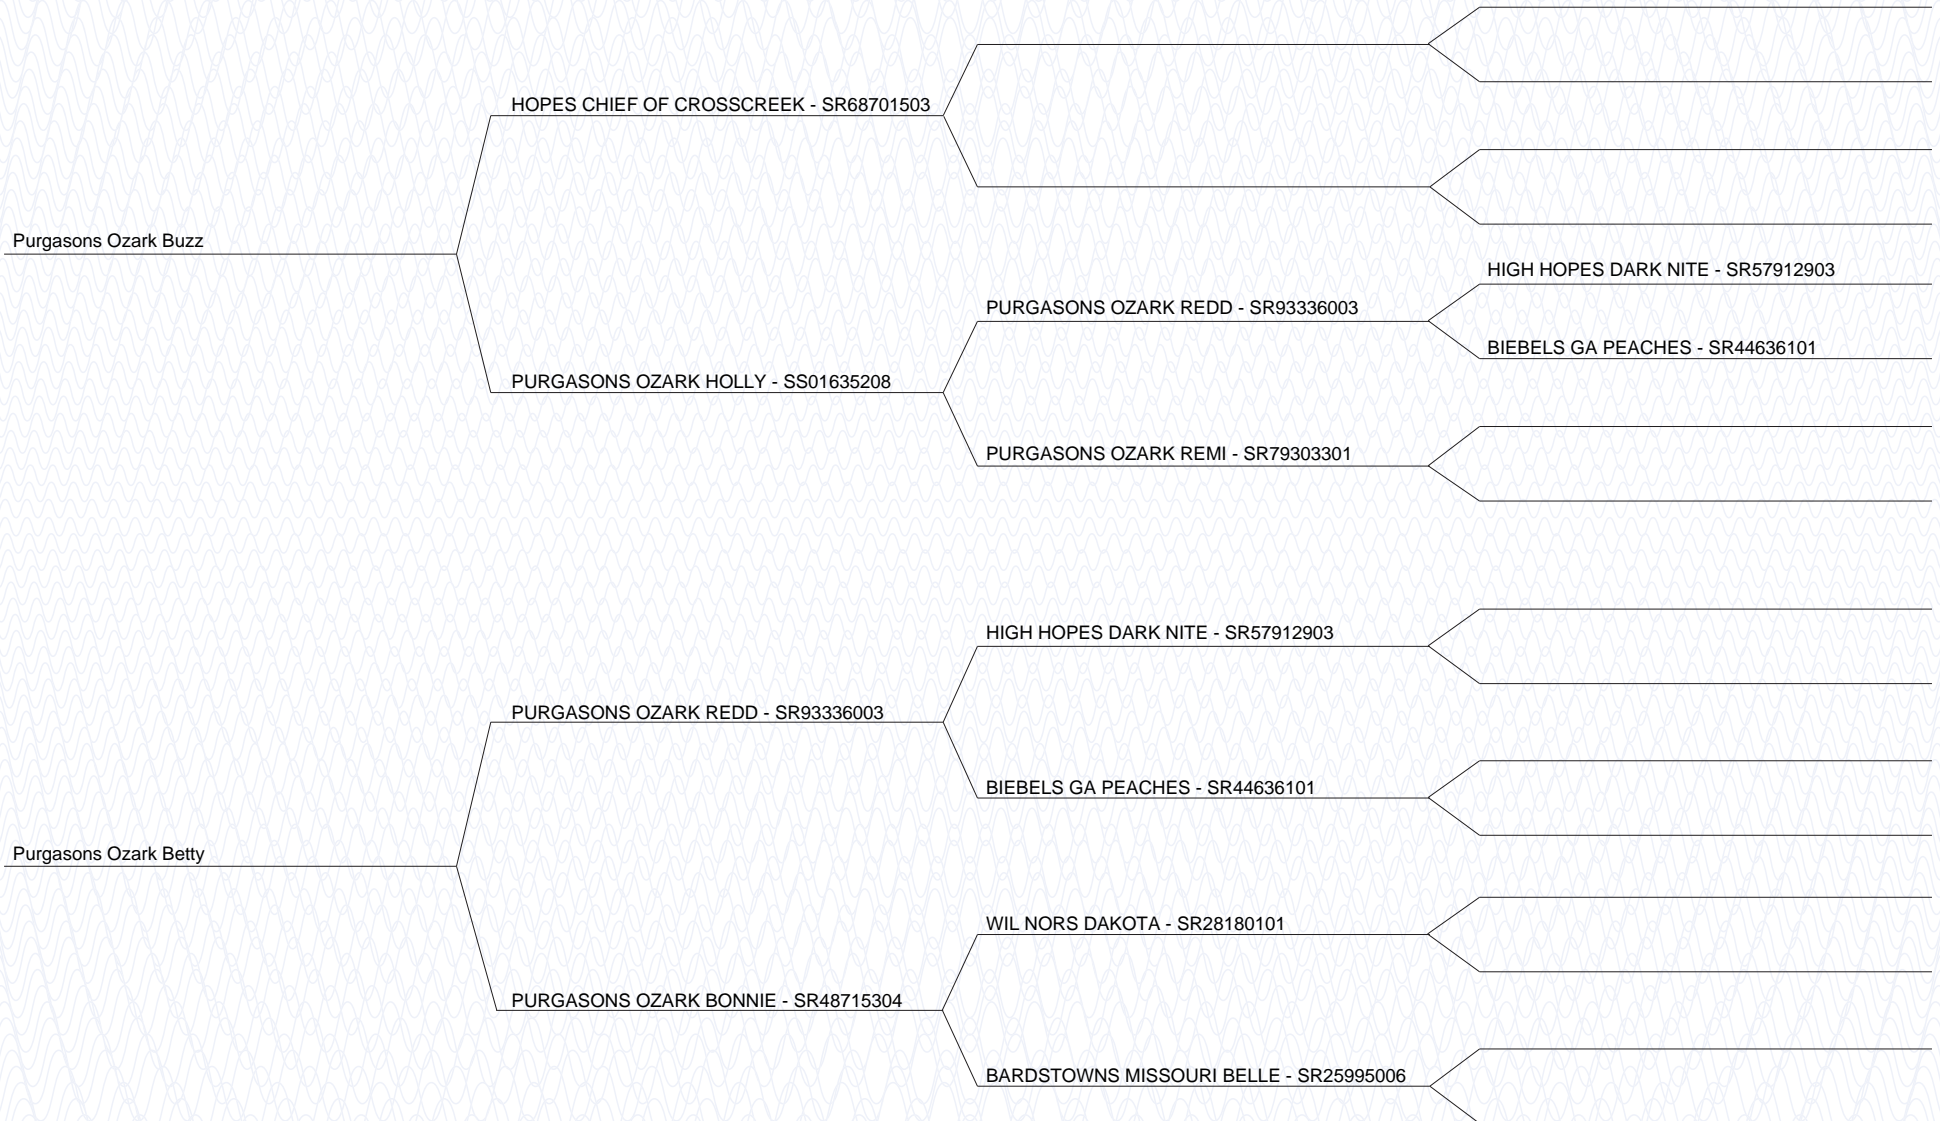 HOPES CHIEF OF CROSSCREEK - SR68701503
Purgasons Ozark Buzz
HIGH HOPES DARK NITE - SR57912903
PURGASONS OZARK REDD - SR93336003
BIEBELS GA PEACHES - SR44636101
PURGASONS OZARK HOLLY - SS01635208
PURGASONS OZARK REMI - SR79303301
HIGH HOPES DARK NITE - SR57912903
PURGASONS OZARK REDD - SR93336003
BIEBELS GA PEACHES - SR44636101
Purgasons Ozark Betty
WIL NORS DAKOTA - SR28180101
PURGASONS OZARK BONNIE - SR48715304
BARDSTOWNS MISSOURI BELLE - SR25995006